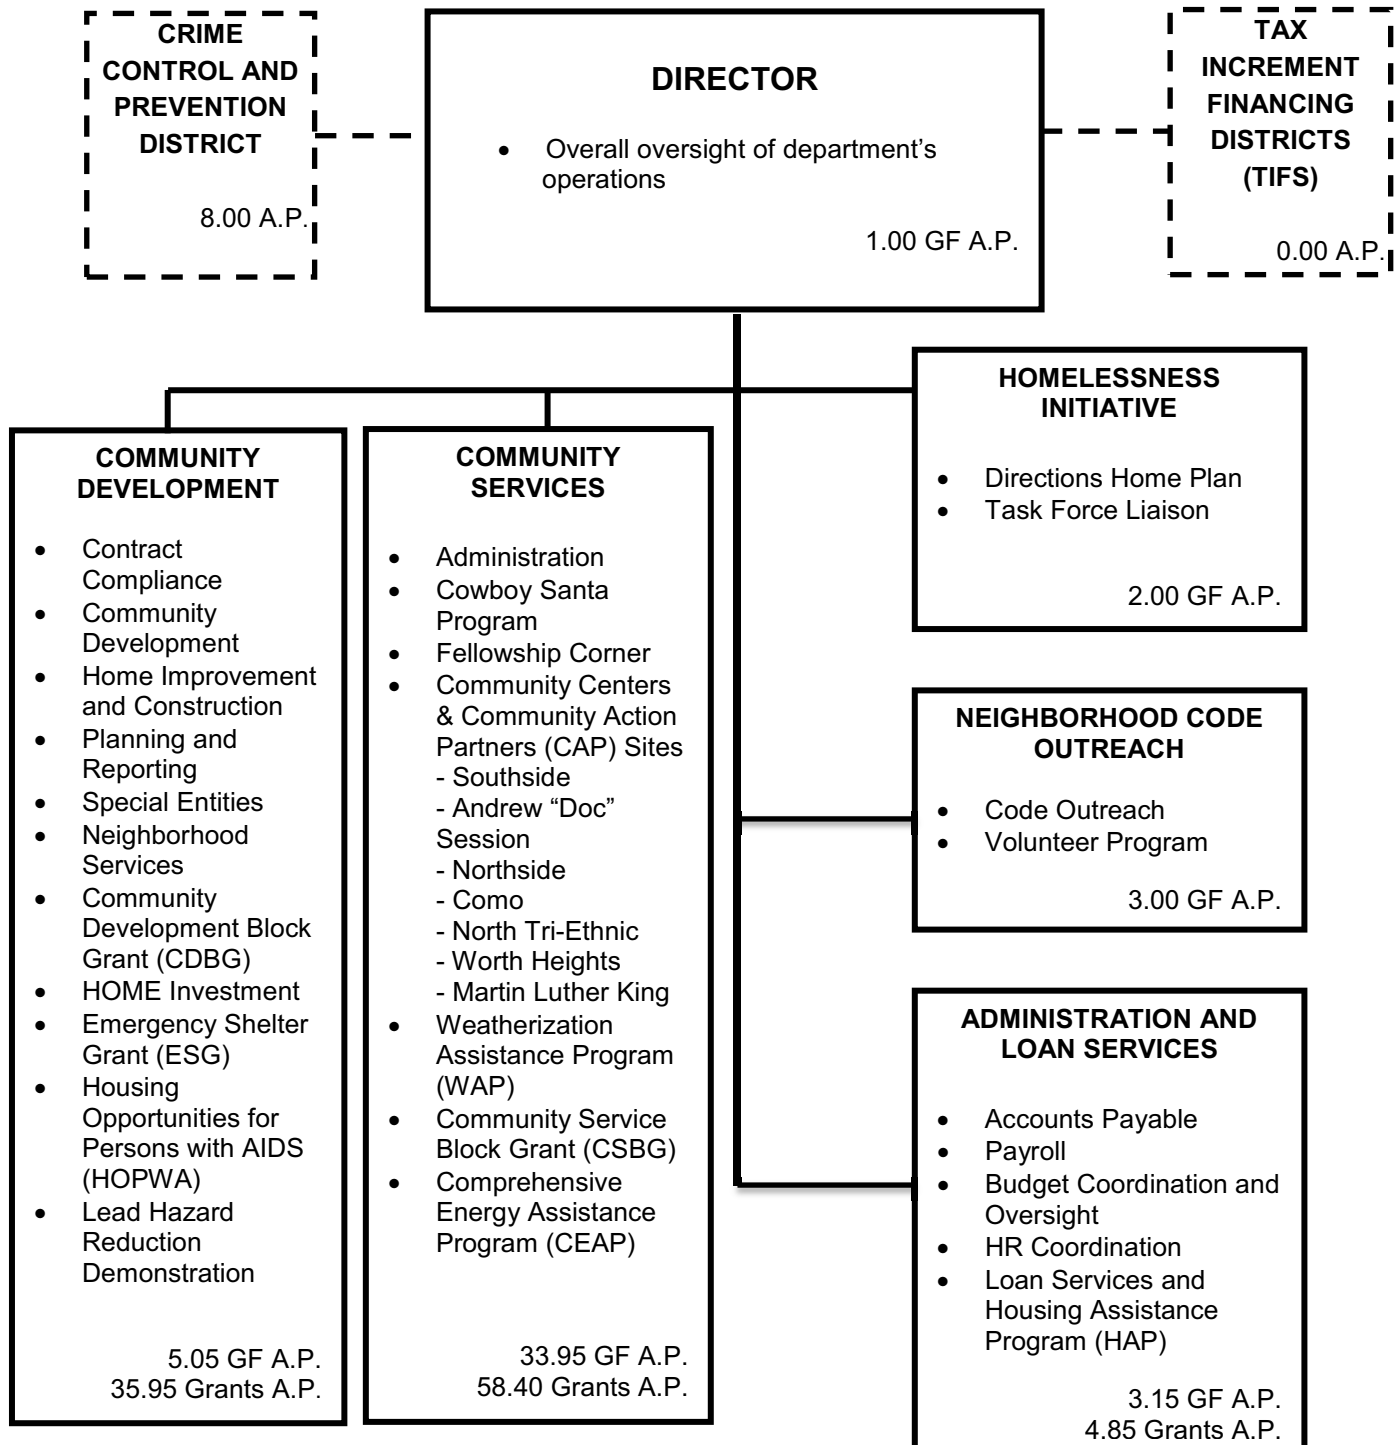 CRIME
CONTROL AND
PREVENTION
DISTRICT
8.00 A.P.
DIRECTOR
• Overall oversight of department’s
operations
1.00 GF A.P.
TAX
INCREMENT
FINANCING
DISTRICTS
(TIFS)
0.00 A.P.
COMMUNITY
DEVELOPMENT
• Contract
Compliance
• Community
Development
• Home Improvement
and Construction
• Planning and
Reporting
• Special Entities
• Neighborhood
Services
• Community
Development Block
Grant (CDBG)
• HOME Investment
• Emergency Shelter
Grant (ESG)
• Housing
Opportunities for
Persons with AIDS
(HOPWA)
• Lead Hazard
Reduction
Demonstration
5.05 GF A.P.
35.95 Grants A.P.
COMMUNITY
SERVICES
• Administration
• Cowboy Santa
Program
• Fellowship Corner
• Community Centers
& Community Action
Partners (CAP) Sites
- Southside
- Andrew “Doc”
Session
- Northside
- Como
- North Tri-Ethnic
- Worth Heights
- Martin Luther King
• Weatherization
Assistance Program
(WAP)
• Community Service
Block Grant (CSBG)
• Comprehensive
Energy Assistance
Program (CEAP)
33.95 GF A.P.
58.40 Grants A.P.
HOMELESSNESS
INITIATIVE
• Directions Home Plan
• Task Force Liaison
2.00 GF A.P.
NEIGHBORHOOD CODE
OUTREACH
• Code Outreach
• Volunteer Program
3.00 GF A.P.
ADMINISTRATION AND
LOAN SERVICES
• Accounts Payable
• Payroll
• Budget Coordination and
Oversight
• HR Coordination
• Loan Services and
Housing Assistance
Program (HAP)
3.15 GF A.P.
4.85 Grants A.P.